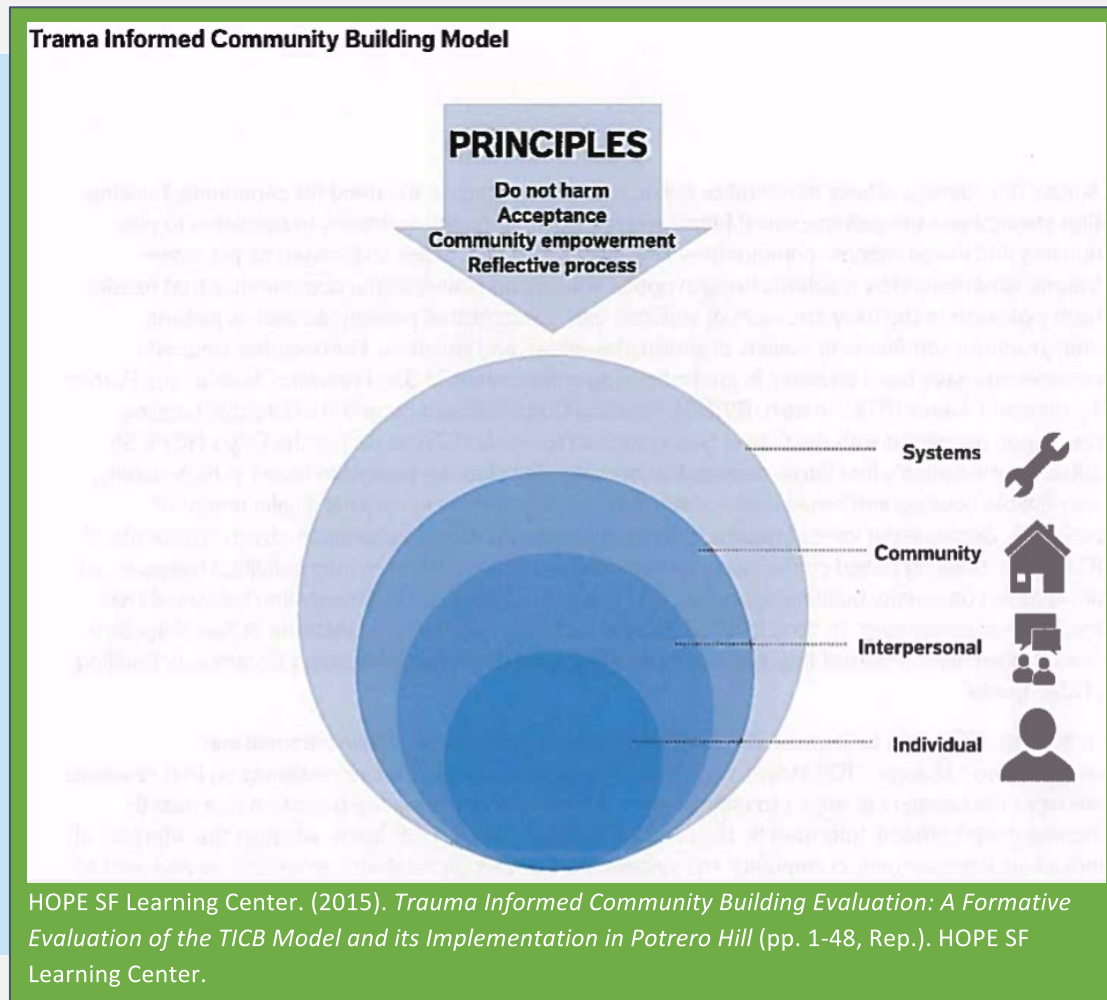 Trama Informed Community Building Model
PRINCIPLES
Do not harm
Acceptance
Community empowerment
Reflective process
Systems
Community
Interpersonal
Individual
HOPE SF Learning Center. (2015). Trauma Informed Community Building Evaluation: A Formative
Evaluation of the TICB Model and its Implementation in Potrero Hill (pp. 1-48, Rep.). HOPE SF
Learning Center.